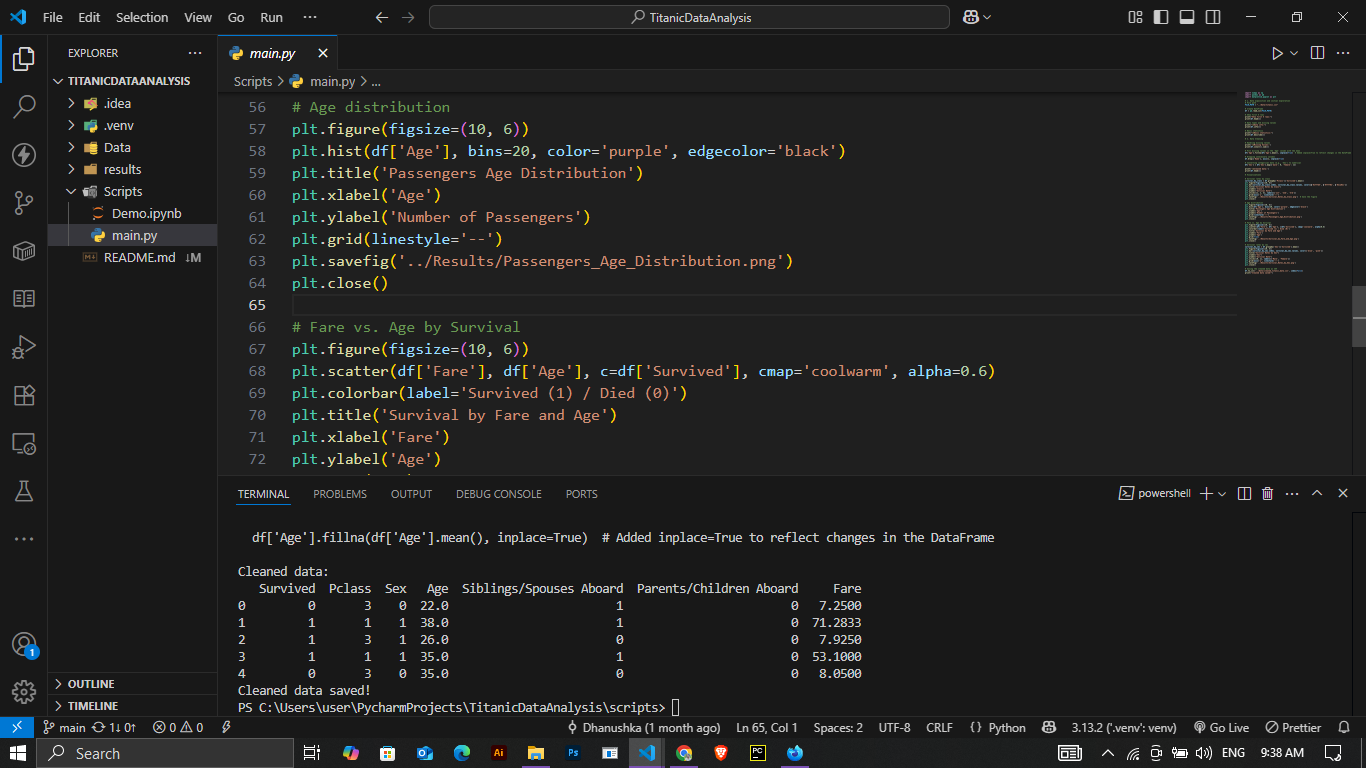 File Edit Selection View Go Run ··· TitanicDataAnalysis
EXPLORER ···
TITANICDATAANALYSIS
.idea
.venv
Data
results
Scripts
Demo.ipynb
main.py
README.md ↓M
OUTLINE
TIMELINE
1
main.py
Scripts > main.py > ...
56 # Age distribution
57 plt.figure(figsize=(10, 6))
58 plt.hist(df['Age'], bins=20, color='purple', edgecolor='black')
59 plt.title('Passengers Age Distribution')
60 plt.xlabel('Age')
61 plt.ylabel('Number of Passengers')
62 plt.grid(linestyle='--')
63 plt.savefig('../Results/Passengers_Age_Distribution.png')
64 plt.close()
65
66 # Fare vs. Age by Survival
67 plt.figure(figsize=(10, 6))
68 plt.scatter(df['Fare'], df['Age'], c=df['Survived'], cmap='coolwarm', alpha=0.6)
69 plt.colorbar(label='Survived (1) / Died (0)')
70 plt.title('Survival by Fare and Age')
71 plt.xlabel('Fare')
72 plt.ylabel('Age')
TERMINAL PROBLEMS OUTPUT DEBUG CONSOLE PORTS powershell
df['Age'].fillna(df['Age'].mean(), inplace=True)  # Added inplace=True to reflect changes in the DataFrame
Cleaned data:
Survived Pclass Sex Age Siblings/Spouses Aboard Parents/Children Aboard Fare
0 0 3 0 22.0 1 0 7.2500
1 1 1 1 38.0 1 0 71.2833
2 1 3 1 26.0 0 0 7.9250
3 1 1 1 35.0 1 0 53.1000
4 0 3 0 35.0 0 0 8.0500
Cleaned data saved!
PS C:\Users\user\PycharmProjects\TitanicDataAnalysis\scripts>
main 1↓ 0↑ 0 0 Dhanushka (1 month ago) Ln 65, Col 1 Spaces: 2 UTF-8 CRLF {} Python 3.13.2 ('.venv': venv) Go Live Prettier
Search Ai Ps PC ENG 9:38 AM